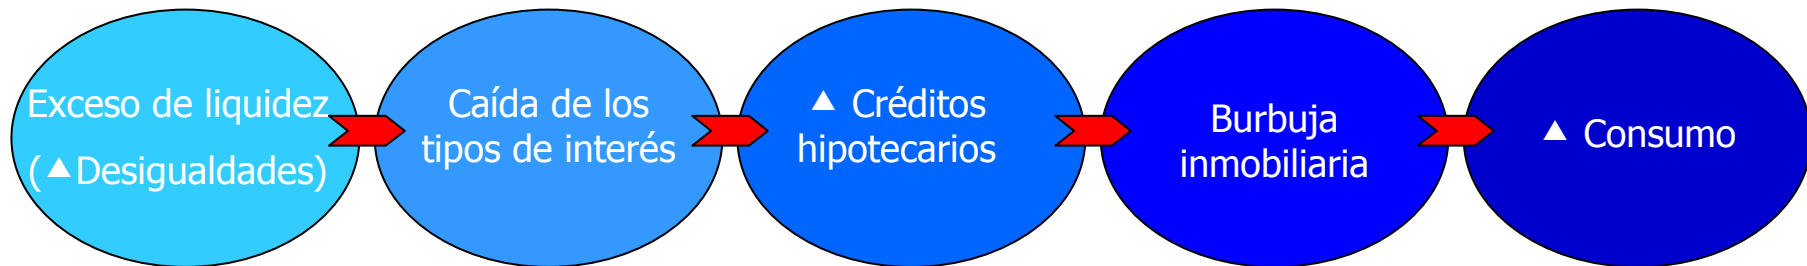 Exceso de liquidez
(▲Desigualdades)
Caída de los
tipos de interés
▲ Créditos
hipotecarios
Burbuja
inmobiliaria
▲ Consumo